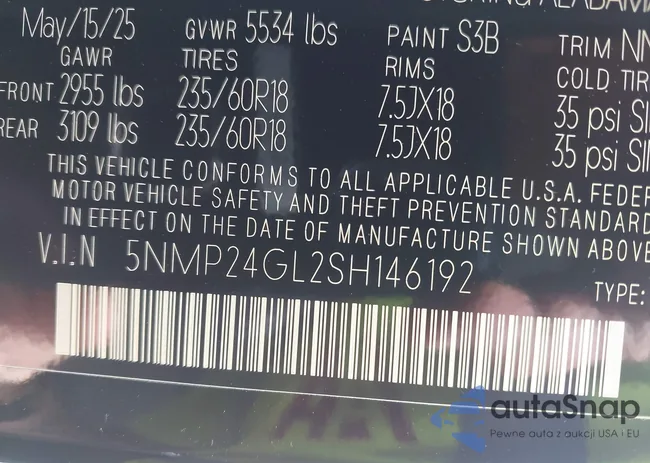 May/15/25 GVWR 5534 lbs PAINT S3B TRIM
GAWR TIRES RIMS COLD
FRONT 2955 lbs 235/60R18 7.5JX18 35 psi
REAR 3109 lbs 235/60R18 7.5JX18 35 psi
THIS VEHICLE CONFORMS TO ALL APPLICABLE U.S.A.
MOTOR VEHICLE SAFETY AND THEFT PREVENTION
IN EFFECT ON THE DATE OF MANUFACTURE SHOWN ABOVE
V.I.N 5NMP24GL2SH146192 TYPE:
autaSnap
Pewne auta z aukcji USA i EU